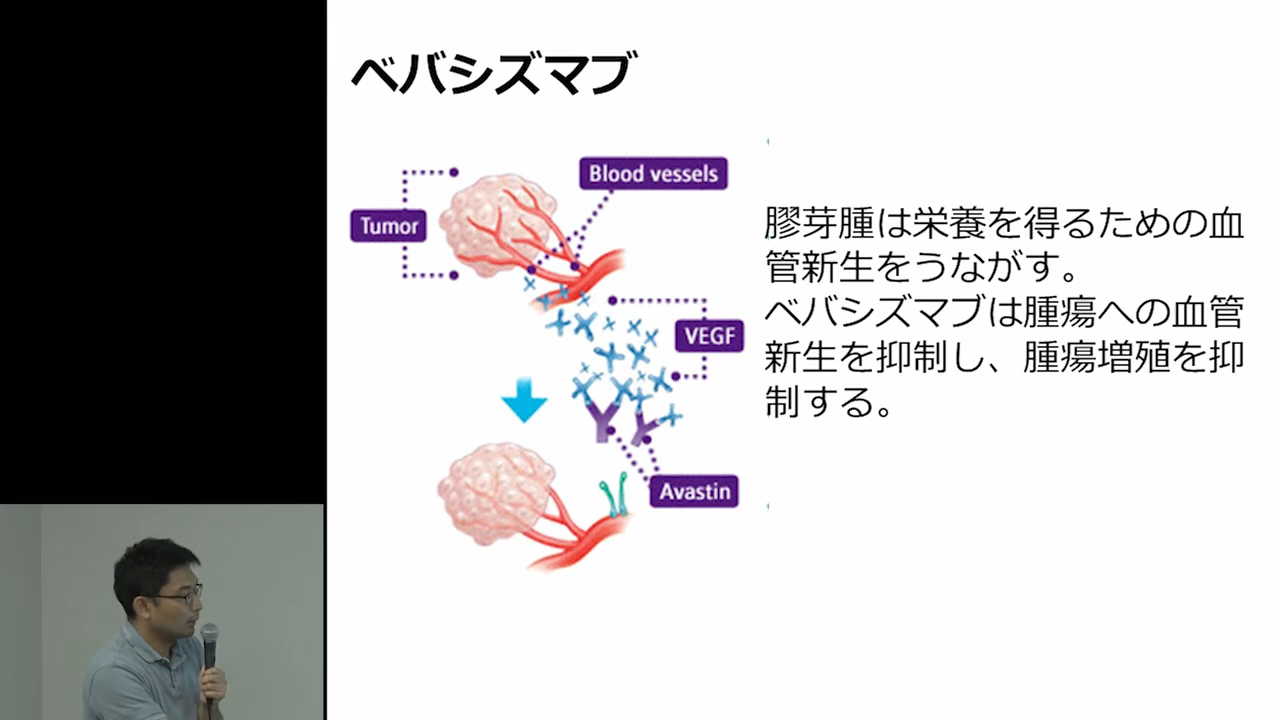 ベバシズマブ
Blood vessels
Tumor
VEGF
Avastin
膠芽腫は栄養を得るための血
管新生をうながす。
ベバシズマブは腫瘍への血管
新生を抑制し、腫瘍増殖を抑
制する。